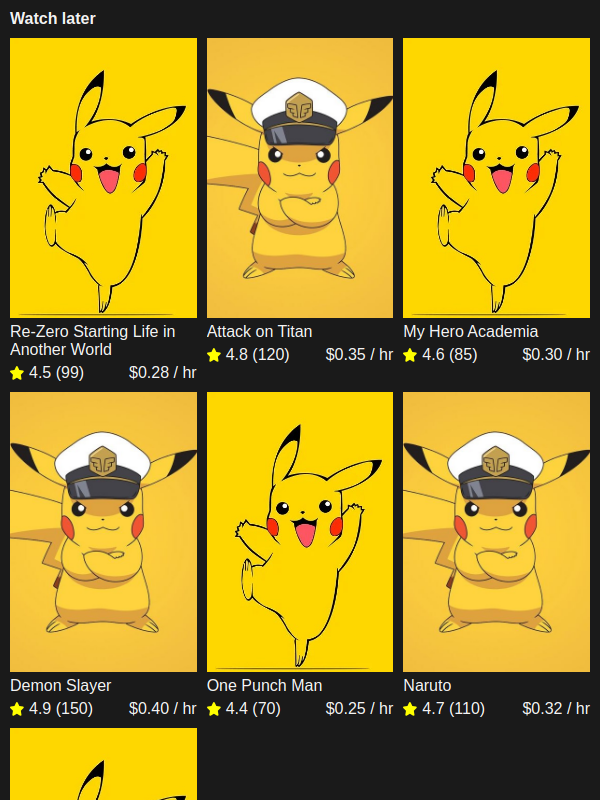 Watch later
Re-Zero Starting Life in
Another World
4.5 (99) $0.28 / hr
Attack on Titan
4.8 (120) $0.35 / hr
My Hero Academia
4.6 (85) $0.30 / hr
Demon Slayer
4.9 (150) $0.40 / hr
One Punch Man
4.4 (70) $0.25 / hr
Naruto
4.7 (110) $0.32 / hr